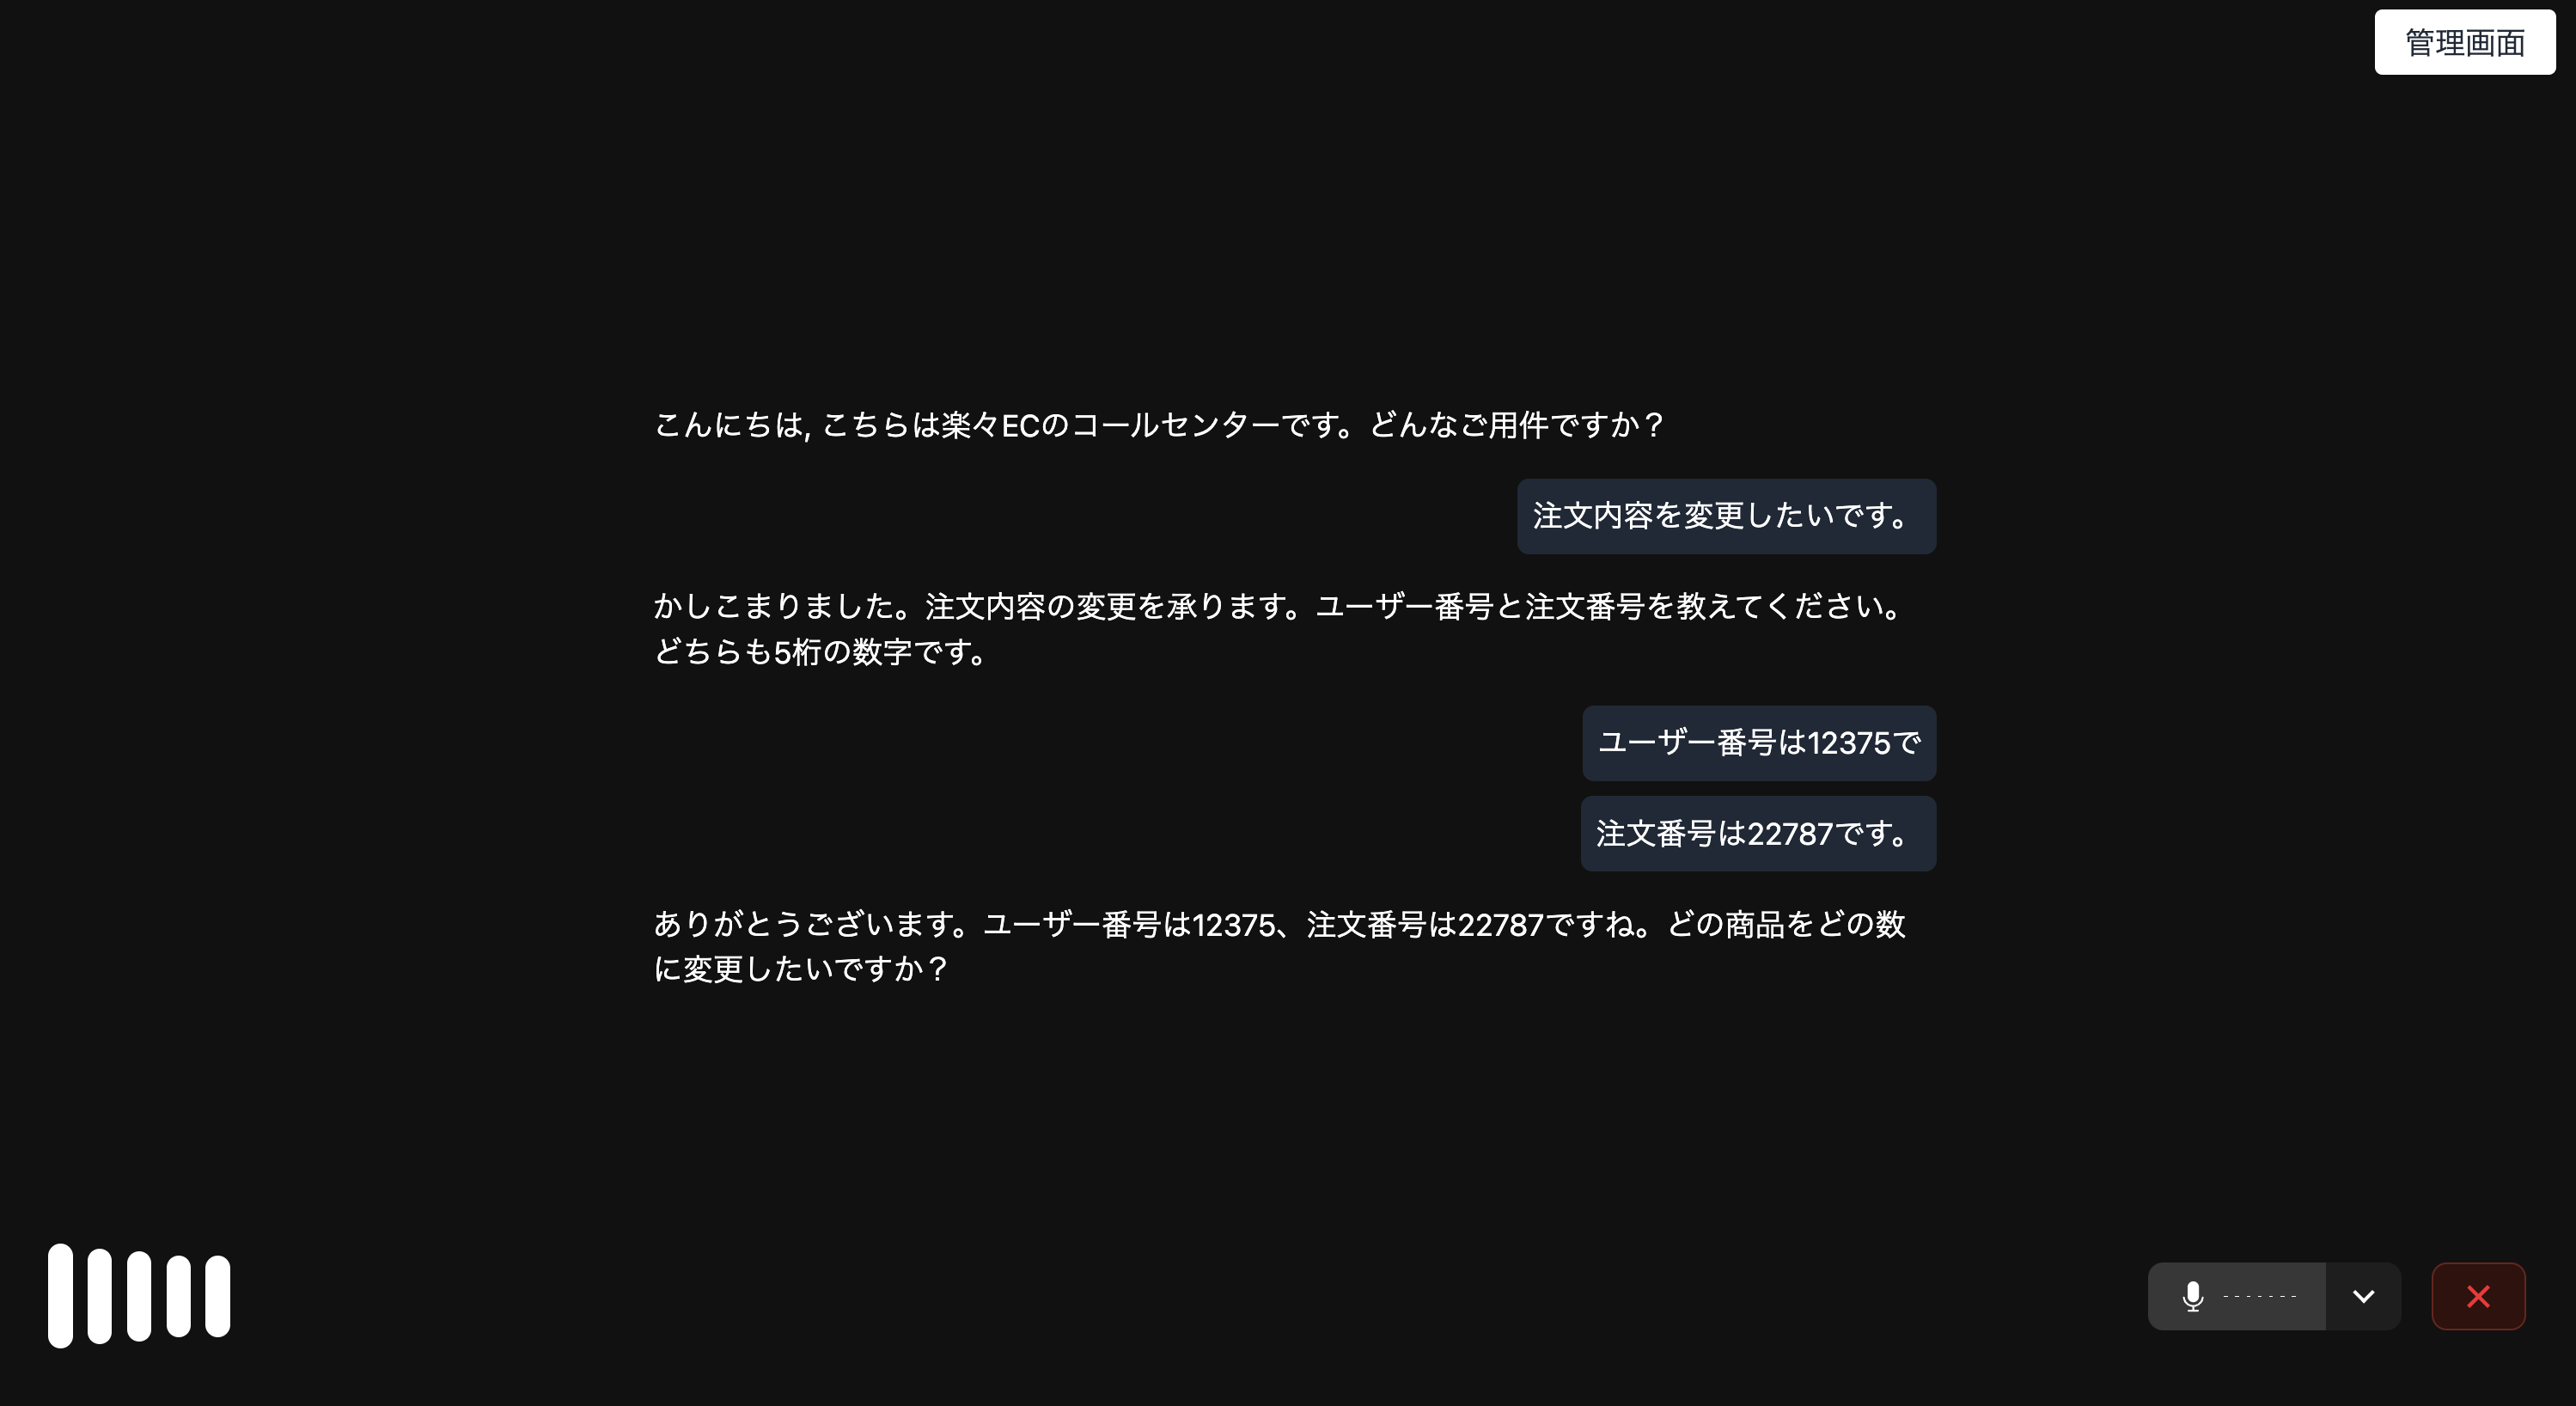 管理画面
こんにちは, こちらは楽々ECのコールセンターです。どんなご用件ですか？
注文内容を変更したいです。
かしこまりました。注文内容の変更を承ります。ユーザー番号と注文番号を教えてください。
どちらも5桁の数字です。
ユーザー番号は12375で
注文番号は22787です。
ありがとうございます。ユーザー番号は12375、注文番号は22787ですね。どの商品をどの数
に変更したいですか？